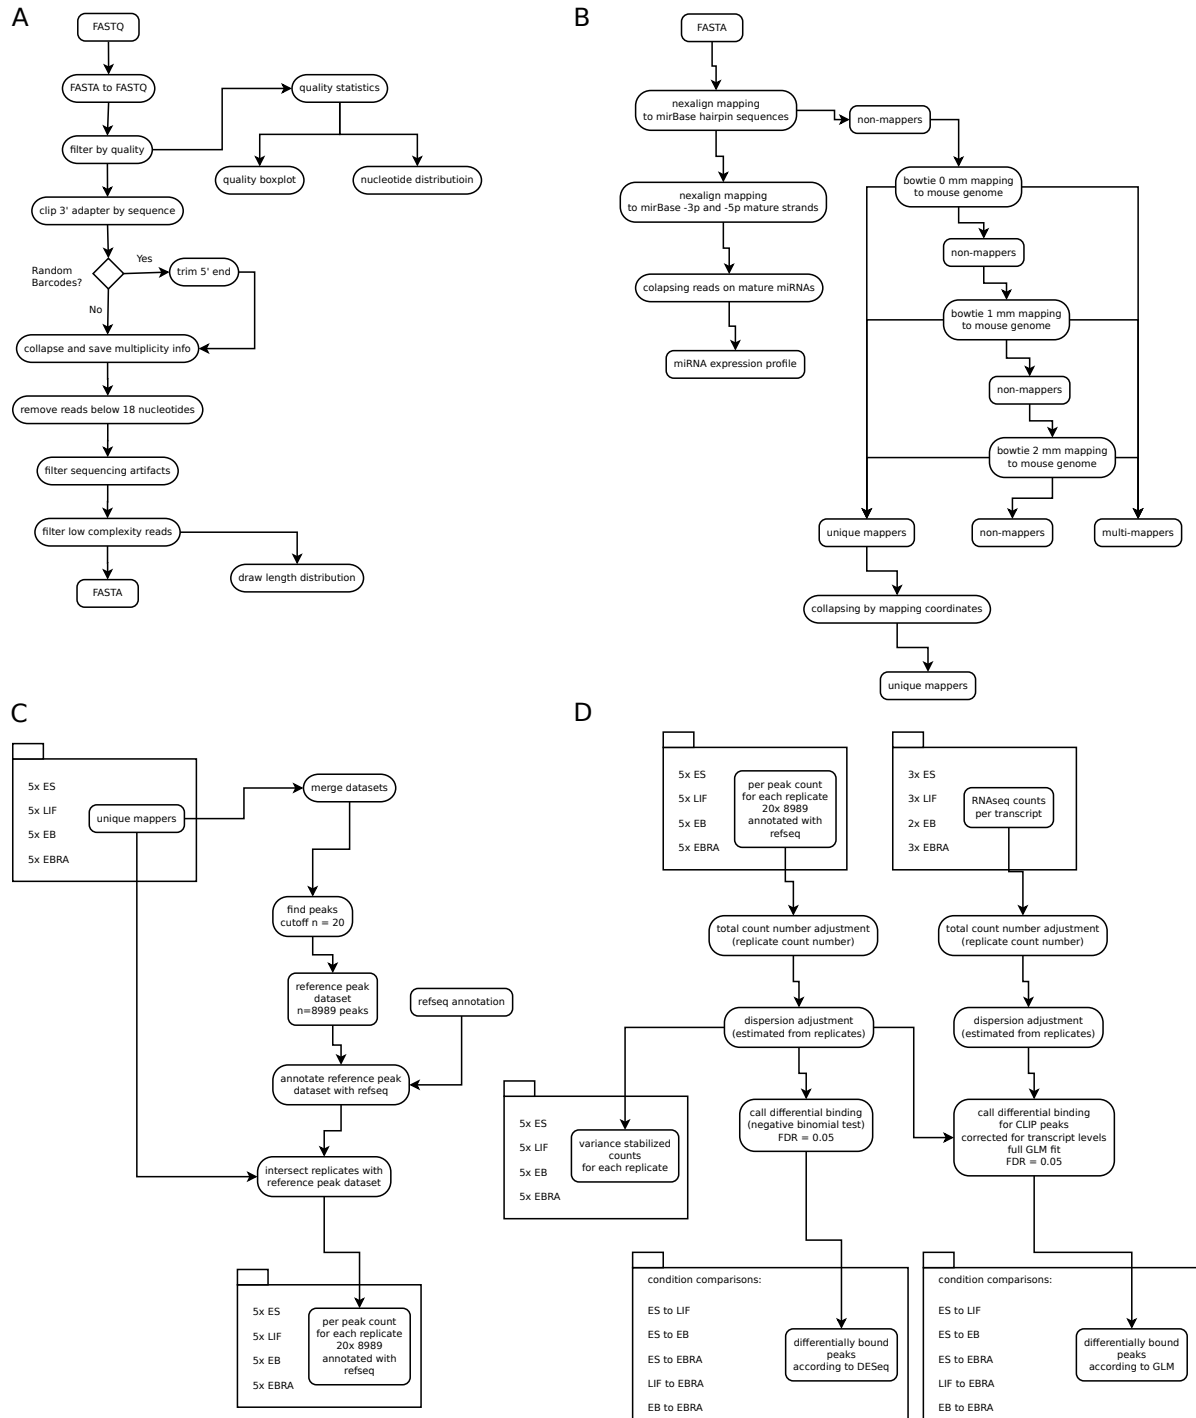 A
FASTQ
FASTA to FASTQ
filter by quality
quality statistics
quality boxplot
nucleotide distributioin
clip 3' adapter by sequence
Random
Barcodes?
Yes
trim 5' end
No
collapse and save multiplicity info
remove reads below 18 nucleotides
filter sequencing artifacts
filter low complexity reads
draw length distribution
FASTA
B
FASTA
nexalign mapping
to mirBase hairpin sequences
non-mappers
nexalign mapping
to mirBase -3p and -5p mature strands
colapsing reads on mature miRNAs
miRNA expression profile
bowtie 0 mm mapping
to mouse genome
non-mappers
bowtie 1 mm mapping
to mouse genome
non-mappers
bowtie 2 mm mapping
to mouse genome
unique mappers
non-mappers
multi-mappers
collapsing by mapping coordinates
unique mappers
C
5x ES
5x LIF
5x EB
5x EBRA
unique mappers
merge datasets
find peaks
cutoff n = 20
reference peak
dataset
n=8989 peaks
refseq annotation
annotate reference peak
dataset with refseq
intersect replicates with
reference peak dataset
5x ES
5x LIF
5x EB
5x EBRA
per peak count
for each replicate
20x 8989
annotated with
refseq
D
5x ES
5x LIF
5x EB
5x EBRA
per peak count
for each replicate
20x 8989
annotated with
refseq
3x ES
3x LIF
2x EB
3x EBRA
RNAseq counts
per transcript
total count number adjustment
(replicate count number)
total count number adjustment
(replicate count number)
dispersion adjustment
(estimated from replicates)
dispersion adjustment
(estimated from replicates)
5x ES
5x LIF
5x EB
5x EBRA
variance stabilized
counts
for each replicate
call differential binding
(negative binomial test)
FDR = 0.05
call differential binding
for CLIP peaks
corrected for transcript levels
full GLM fit
FDR = 0.05
condition comparisons:
ES to LIF
ES to EB
ES to EBRA
LIF to EBRA
EB to EBRA
differentially bound
peaks
according to DESeq
condition comparisons:
ES to LIF
ES to EB
ES to EBRA
LIF to EBRA
EB to EBRA
differentially bound
peaks
according to GLM